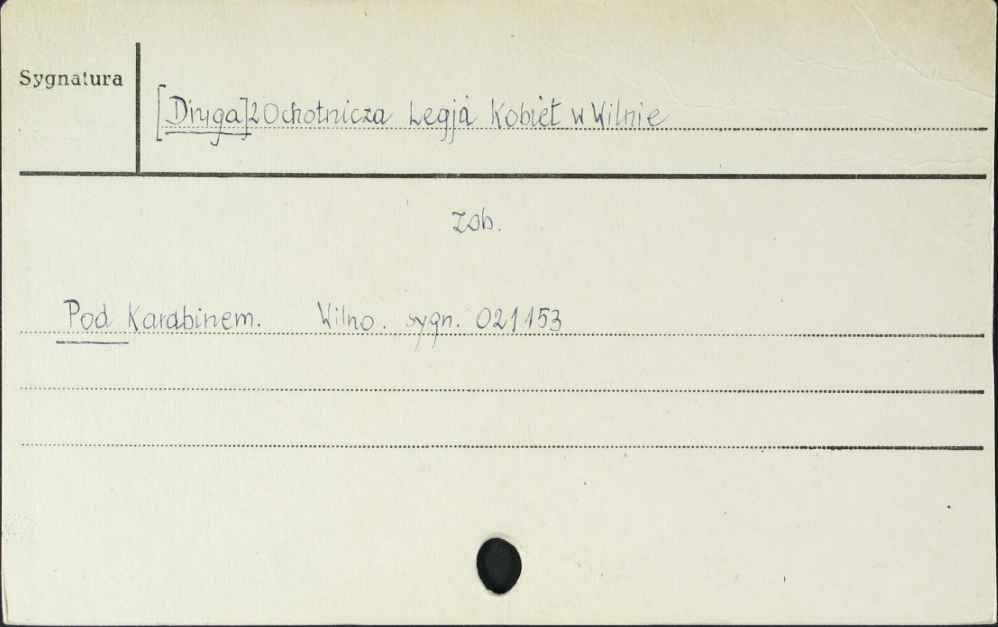 Sygnatura
[Druga] 2 Ochotnicza Legja Kobiet w Wilnie
zob.
Pod Karabinem. Wilno. sygn. 021153